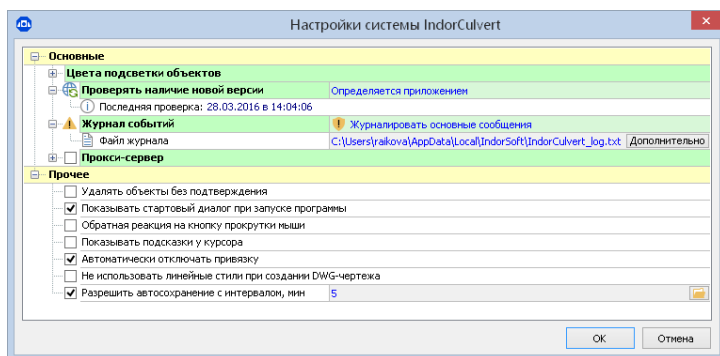 Настройки системы IndorCulvert
Основные
Цвета подсветки объектов
Проверять наличие новой версии Определяется приложением
Последняя проверка: 28.03.2016 в 14:04:06
Журнал событий Журналировать основные сообщения
Файл журнала C:\Users\raikova\AppData\Local\IndorSoft\IndorCulvert_log.txt Дополнительно
Прокси-сервер
Прочее
Удалять объекты без подтверждения
Показывать стартовый диалог при запуске программы
Обратная реакция на кнопку прокрутки мыши
Показывать подсказки у курсора
Автоматически отключать привязку
Не использовать линейные стили при создании DWG-чертежа
Разрешить автосохранение с интервалом, мин 5
OK Отмена